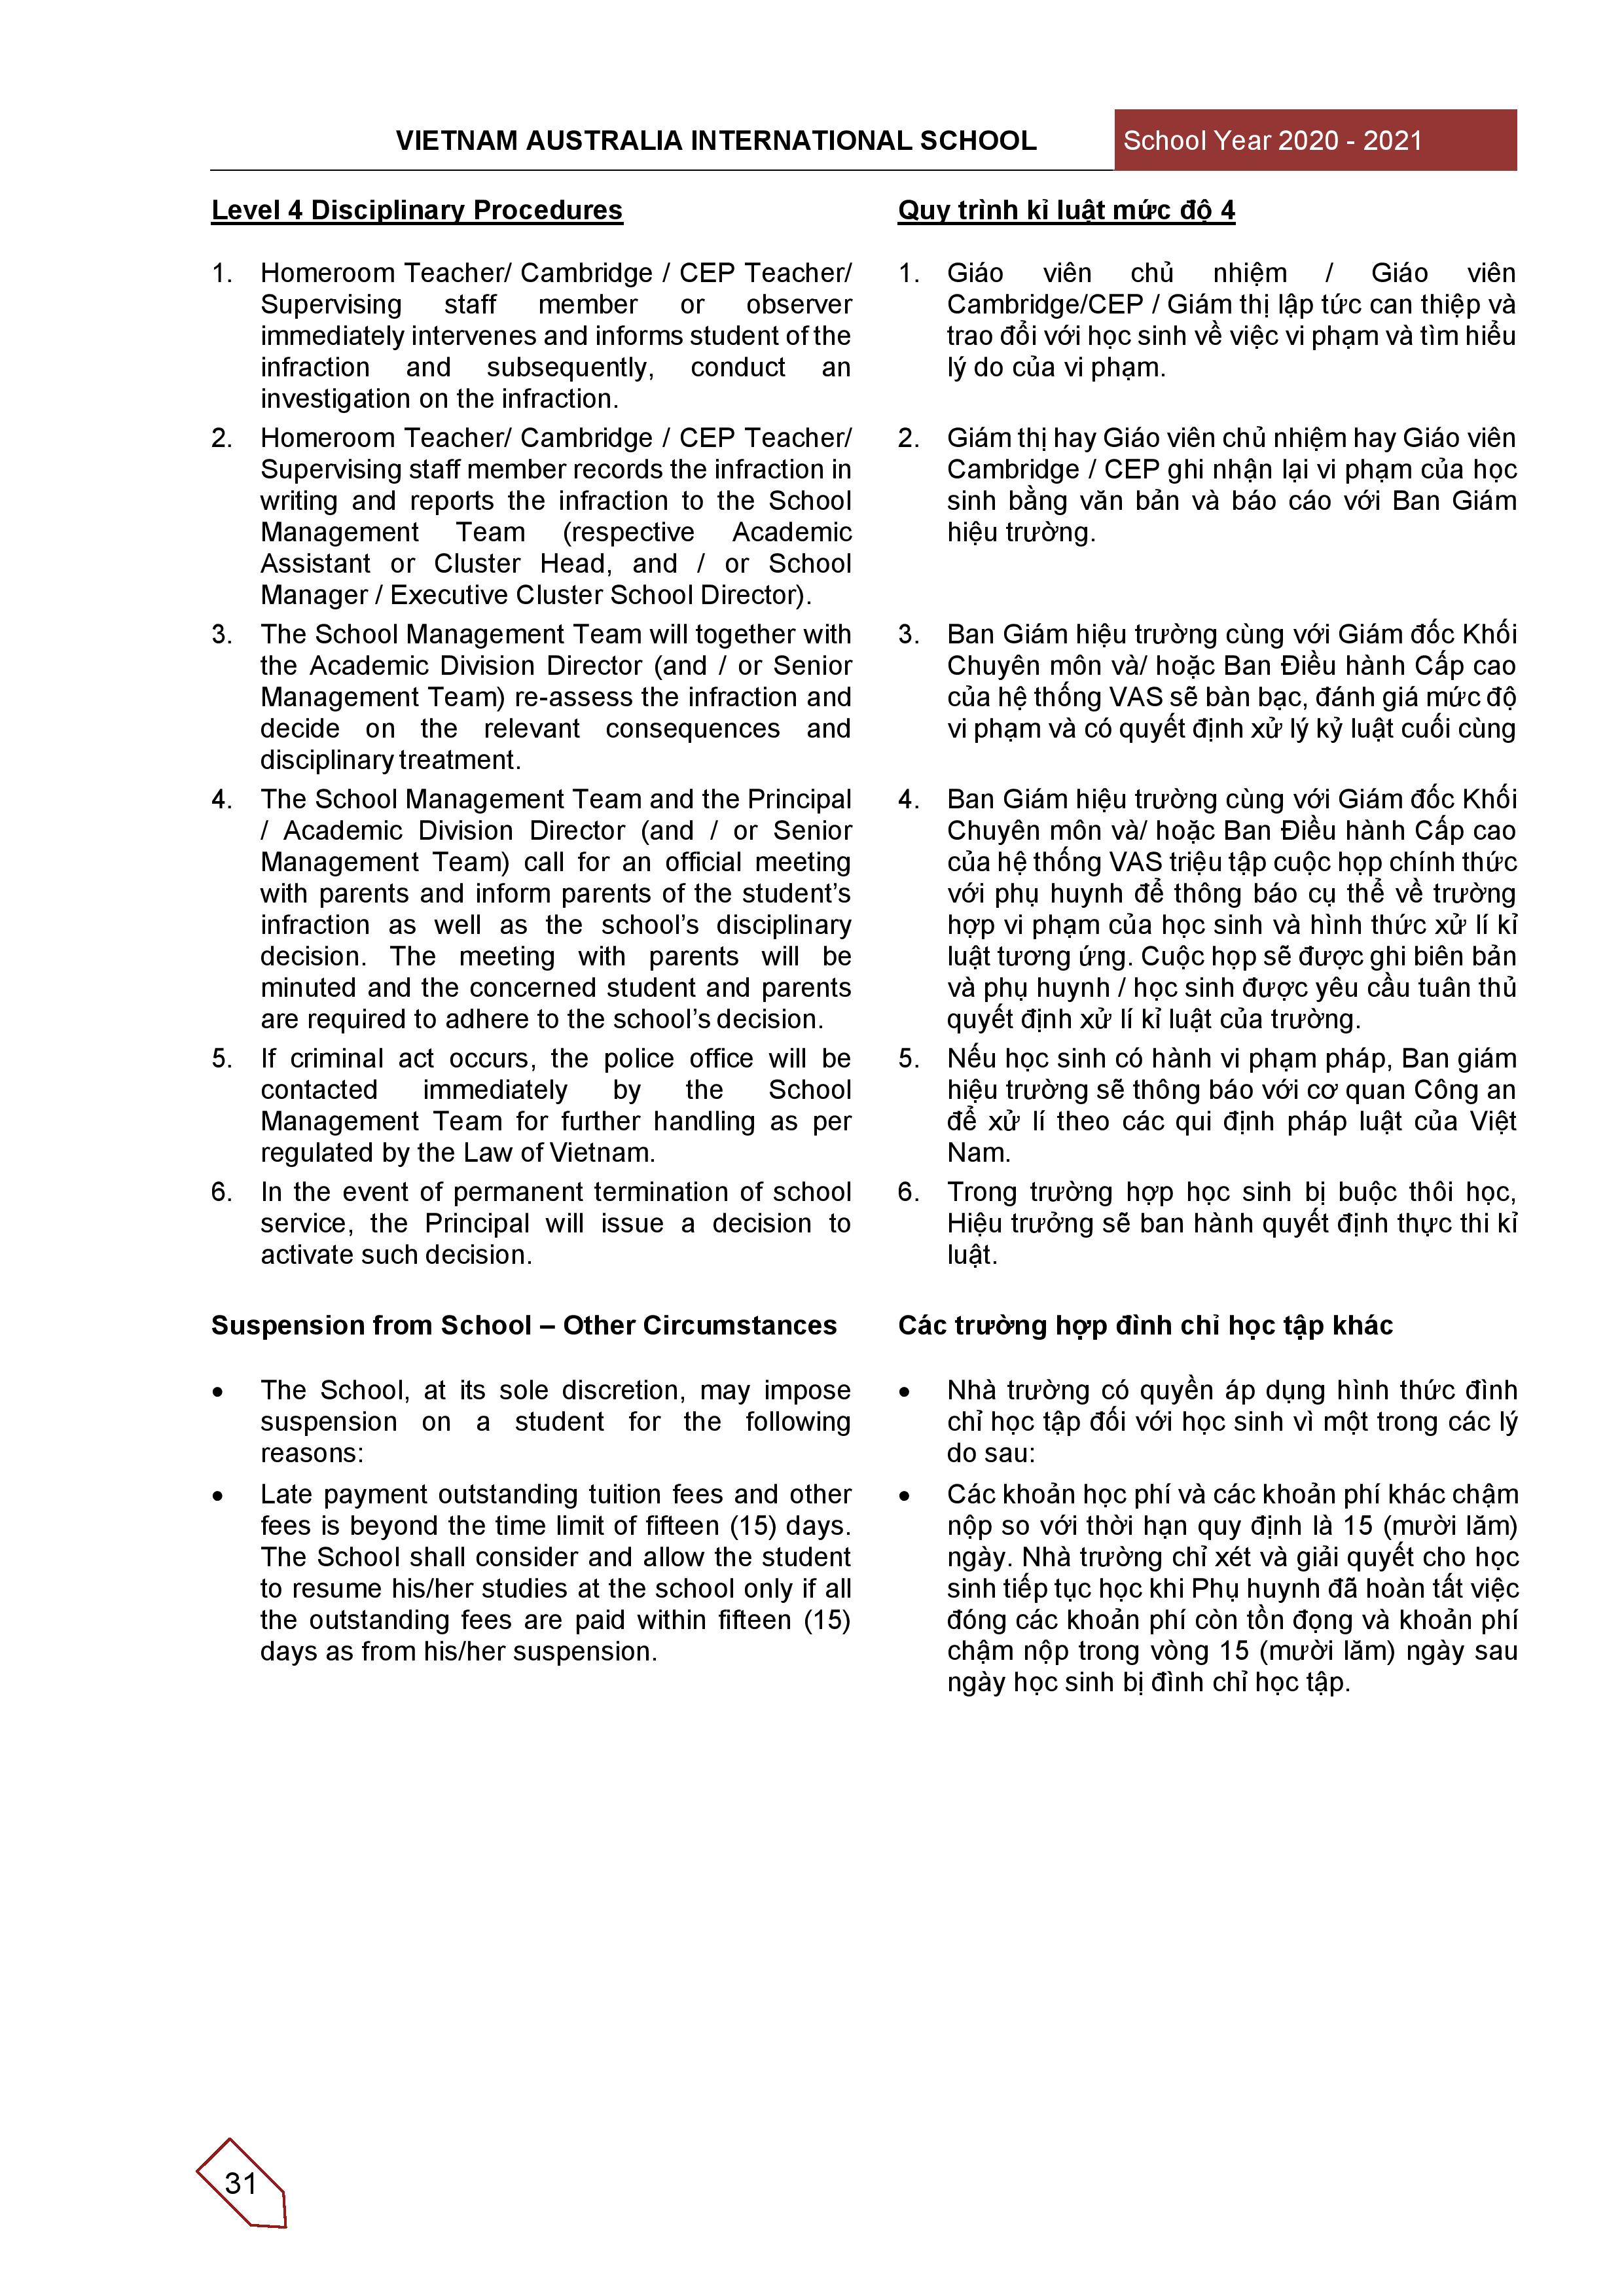 VIETNAM AUSTRALIA INTERNATIONAL SCHOOL
School Year 2020 - 2021
Level 4 Disciplinary Procedures
1. Homeroom Teacher/ Cambridge / CEP Teacher/
Supervising staff member or observer
immediately intervenes and informs student of the
infraction and subsequently, conduct an
investigation on the infraction.
2. Homeroom Teacher/ Cambridge / CEP Teacher/
Supervising staff member records the infraction in
writing and reports the infraction to the School
Management Team (respective Academic
Assistant or Cluster Head, and / or School
Manager / Executive Cluster School Director).
3. The School Management Team will together with
the Academic Division Director (and / or Senior
Management Team) re-assess the infraction and
decide on the relevant consequences and
disciplinary treatment.
4. The School Management Team and the Principal
/ Academic Division Director (and / or Senior
Management Team) call for an official meeting
with parents and inform parents of the student’s
infraction as well as the school’s disciplinary
decision. The meeting with parents will be
minuted and the concerned student and parents
are required to adhere to the school’s decision.
5. If criminal act occurs, the police office will be
contacted immediately by the School
Management Team for further handling as per
regulated by the Law of Vietnam.
6. In the event of permanent termination of school
service, the Principal will issue a decision to
activate such decision.
Suspension from School – Other Circumstances
• The School, at its sole discretion, may impose
suspension on a student for the following
reasons:
• Late payment outstanding tuition fees and other
fees is beyond the time limit of fifteen (15) days.
The School shall consider and allow the student
to resume his/her studies at the school only if all
the outstanding fees are paid within fifteen (15)
days as from his/her suspension.
Quy trình kỉ luật mức độ 4
1. Giáo viên chủ nhiệm / Giáo viên
Cambridge/CEP / Giám thị lập tức can thiệp và
trao đổi với học sinh về việc vi phạm và tìm hiểu
lý do của vi phạm.
2. Giám thị hay Giáo viên chủ nhiệm hay Giáo viên
Cambridge / CEP ghi nhận lại vi phạm của học
sinh bằng văn bản và báo cáo với Ban Giám
hiệu trường.
3. Ban Giám hiệu trường cùng với Giám đốc Khối
Chuyên môn và/ hoặc Ban Điều hành Cấp cao
của hệ thống VAS sẽ bàn bạc, đánh giá mức độ
vi phạm và có quyết định xử lý kỷ luật cuối cùng
4. Ban Giám hiệu trường cùng với Giám đốc Khối
Chuyên môn và/ hoặc Ban Điều hành Cấp cao
của hệ thống VAS triệu tập cuộc họp chính thức
với phụ huynh để thông báo cụ thể về trường
hợp vi phạm của học sinh và hình thức xử lí kỉ
luật tương ứng. Cuộc họp sẽ được ghi biên bản
và phụ huynh / học sinh được yêu cầu tuân thủ
quyết định xử lí kỉ luật của trường.
5. Nếu học sinh có hành vi phạm pháp, Ban giám
hiệu trường sẽ thông báo với cơ quan Công an
để xử lí theo các qui định pháp luật của Việt
Nam.
6. Trong trường hợp học sinh bị buộc thôi học,
Hiệu trưởng sẽ ban hành quyết định thực thi kỉ
luật.
Các trường hợp đình chỉ học tập khác
• Nhà trường có quyền áp dụng hình thức đình
chỉ học tập đối với học sinh vì một trong các lý
do sau:
• Các khoản học phí và các khoản phí khác chậm
nộp so với thời hạn quy định là 15 (mười lăm)
ngày. Nhà trường chỉ xét và giải quyết cho học
sinh tiếp tục học khi Phụ huynh đã hoàn tất việc
đóng các khoản phí còn tồn đọng và khoản phí
chậm nộp trong vòng 15 (mười lăm) ngày sau
ngày học sinh bị đình chỉ học tập.
31